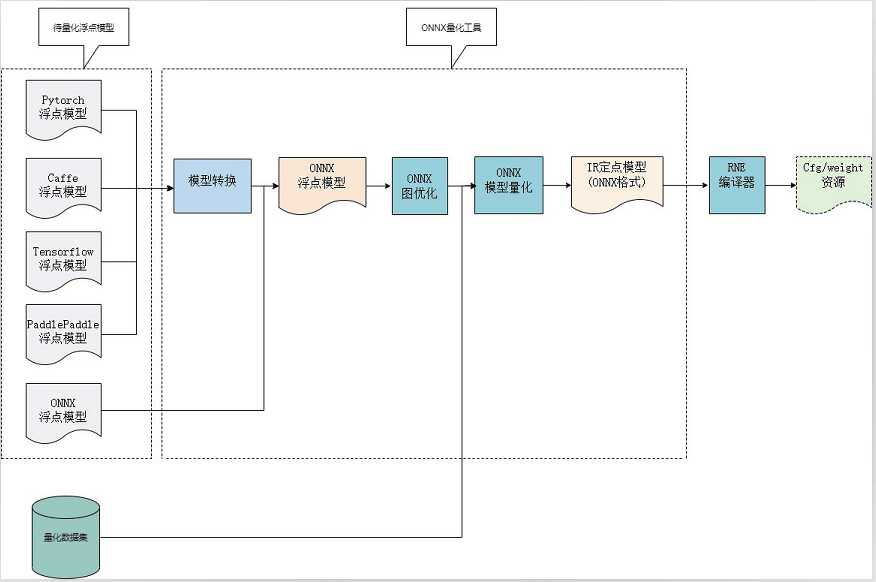 待量化浮点模型
ONNX量化工具
Pytorch
浮点模型
Caffe
浮点模型
Tensorflow
浮点模型
PaddlePaddle
浮点模型
ONNX
浮点模型
模型转换
ONNX
浮点模型
ONNX
图优化
ONNX
模型量化
IR定点模型
(ONNX格式)
RNE
编译器
Cfg/weight
资源
量化数据集